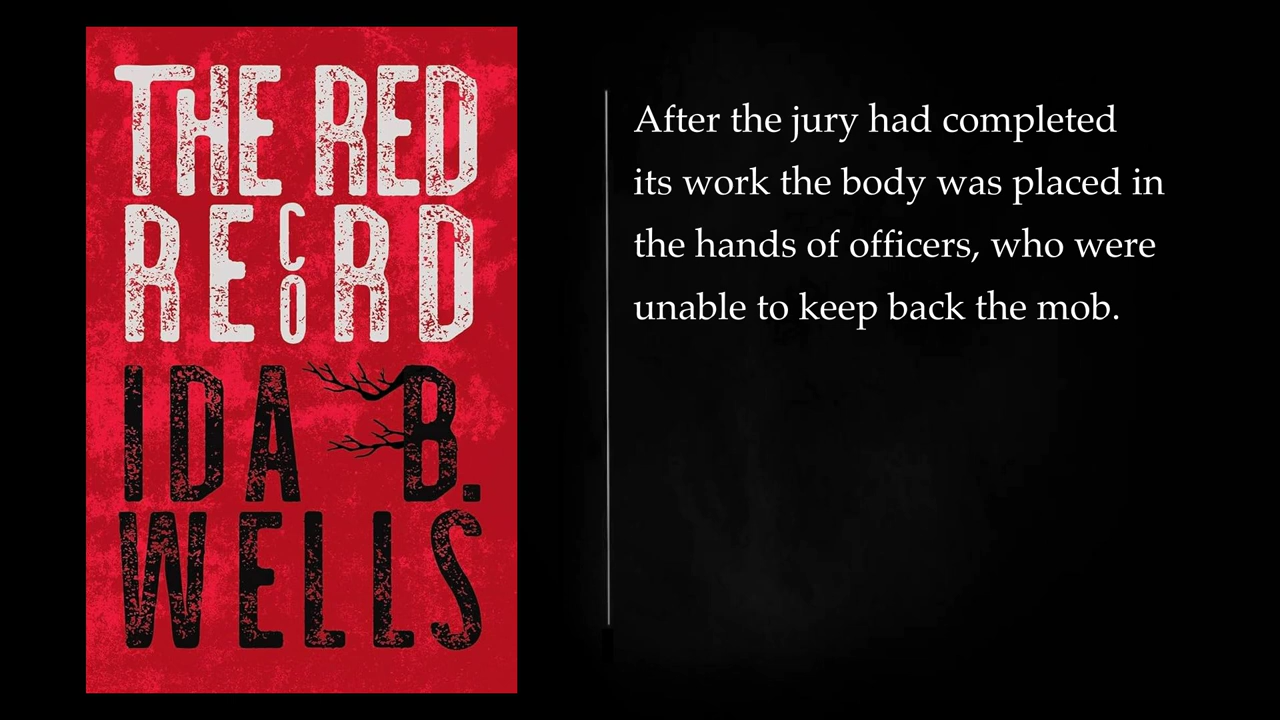 THE RED
RECORD
IDA B.
WELLS
After the jury had completed
its work the body was placed in
the hands of officers, who were
unable to keep back the mob.